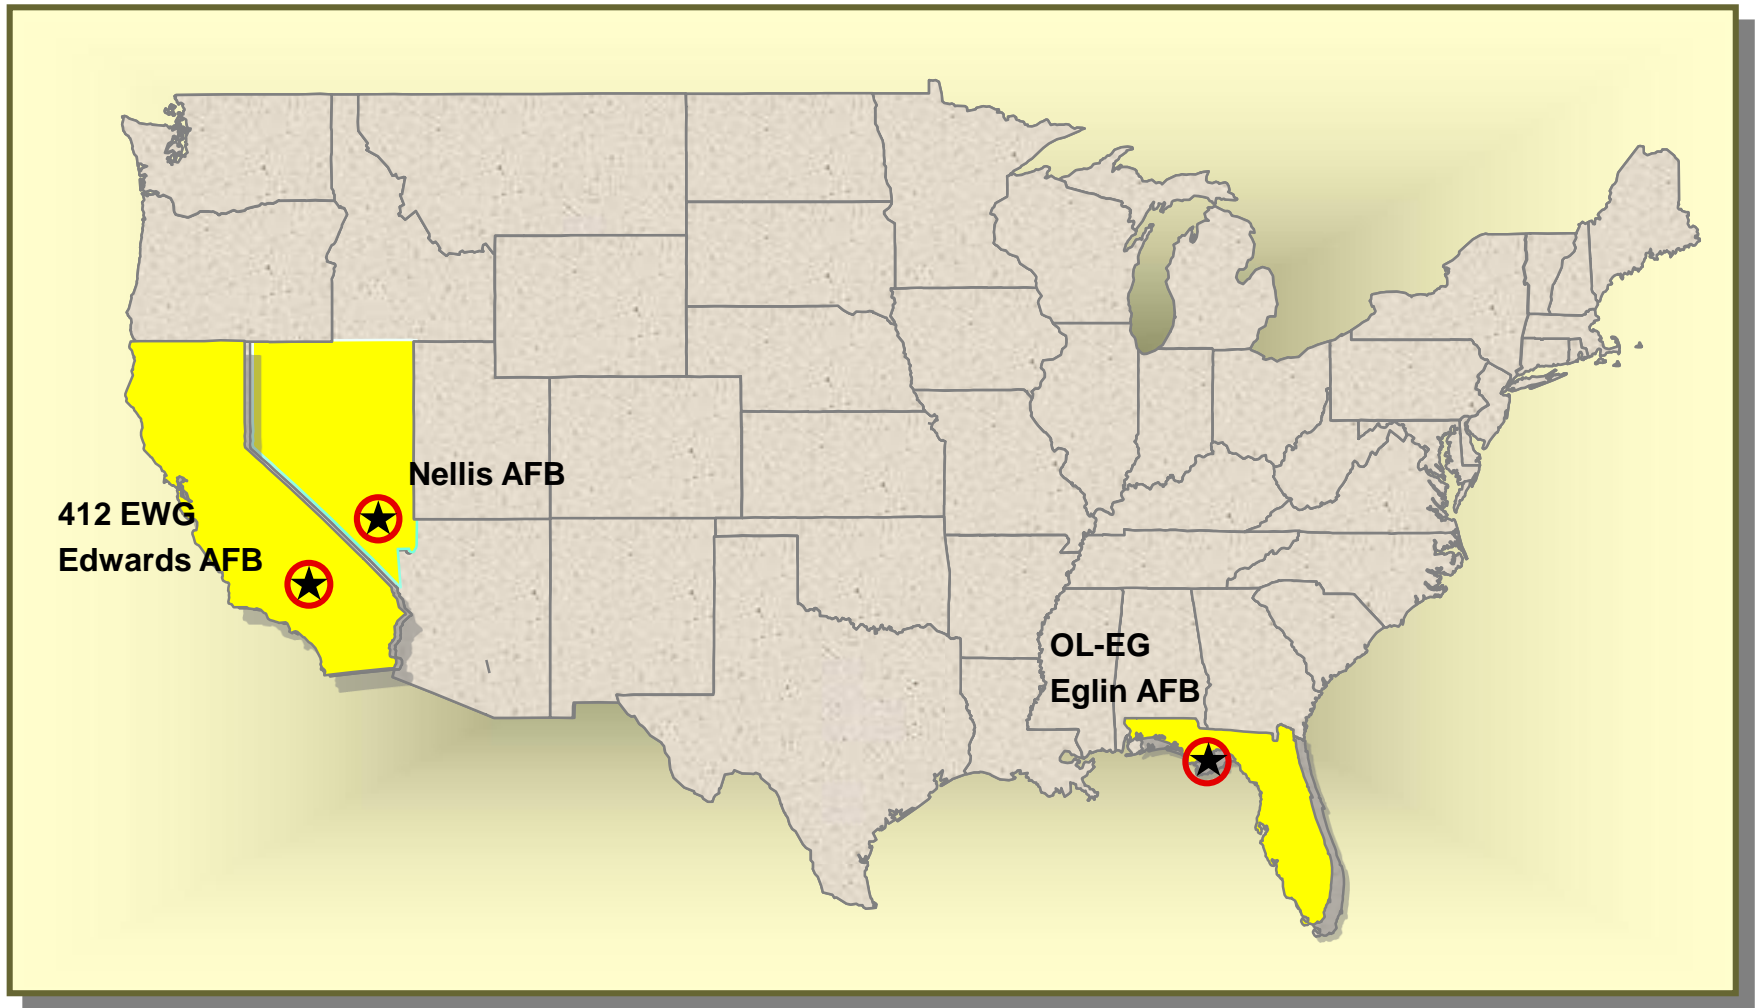 Nellis AFB
412 EWG
Edwards AFB
OL-EG
Eglin AFB